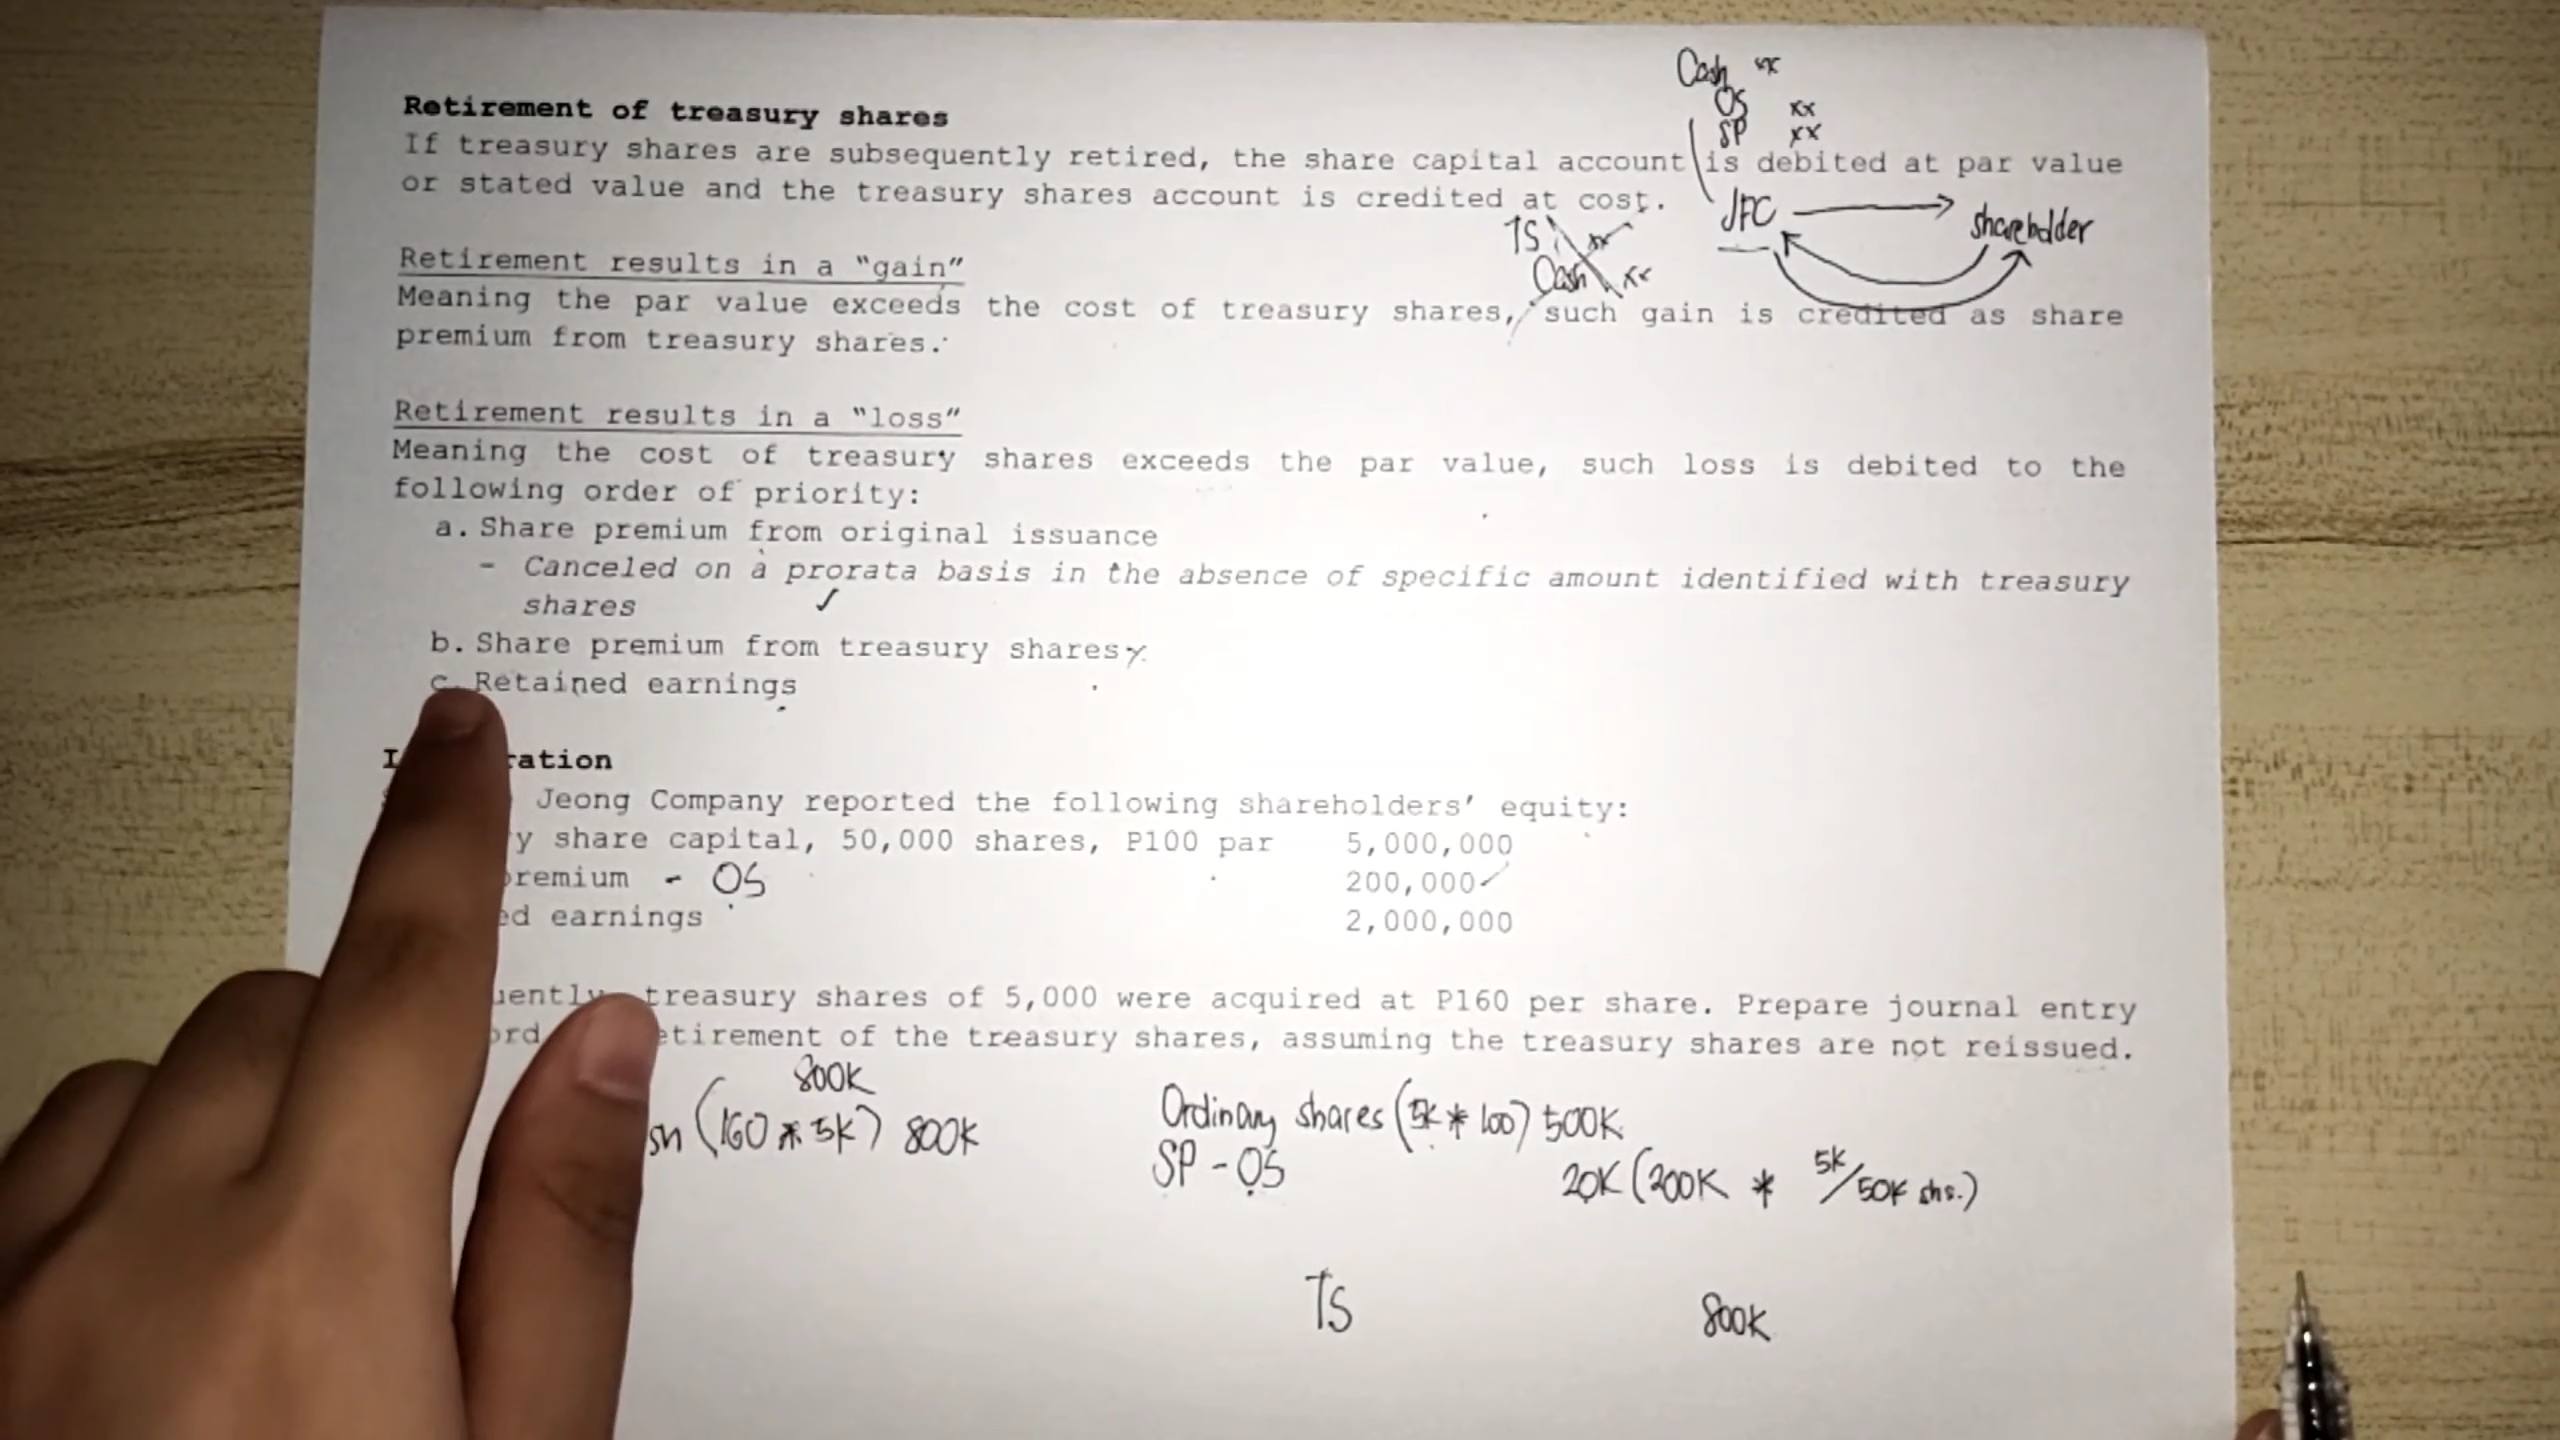 Cash xx
OS xx
SP xx
Retirement of treasury shares
If treasury shares are subsequently retired, the share capital account is debited at par value
or stated value and the treasury shares account is credited at cost.
JFC shareholder
TS xx
Cash xx
Retirement results in a “gain”
Meaning the par value exceeds the cost of treasury shares, such gain is credited as share
premium from treasury shares.
Retirement results in a “loss”
Meaning the cost of treasury shares exceeds the par value, such loss is debited to the
following order of priority:
a. Share premium from original issuance
- Canceled on a prorata basis in the absence of specific amount identified with treasury
shares
b. Share premium from treasury shares
c. Retained earnings
ration
Jeong Company reported the following shareholders’ equity:
y share capital, 50,000 shares, P100 par 5,000,000
premium - OS 200,000
ed earnings 2,000,000
uently treasury shares of 5,000 were acquired at P160 per share. Prepare journal entry
ord etirement of the treasury shares, assuming the treasury shares are not reissued.
800K
sh (160 * 5K) 800K
Ordinary shares (5K * 100) 500K
SP - OS 20K (200K * 5K/50K shs.)
TS 800K